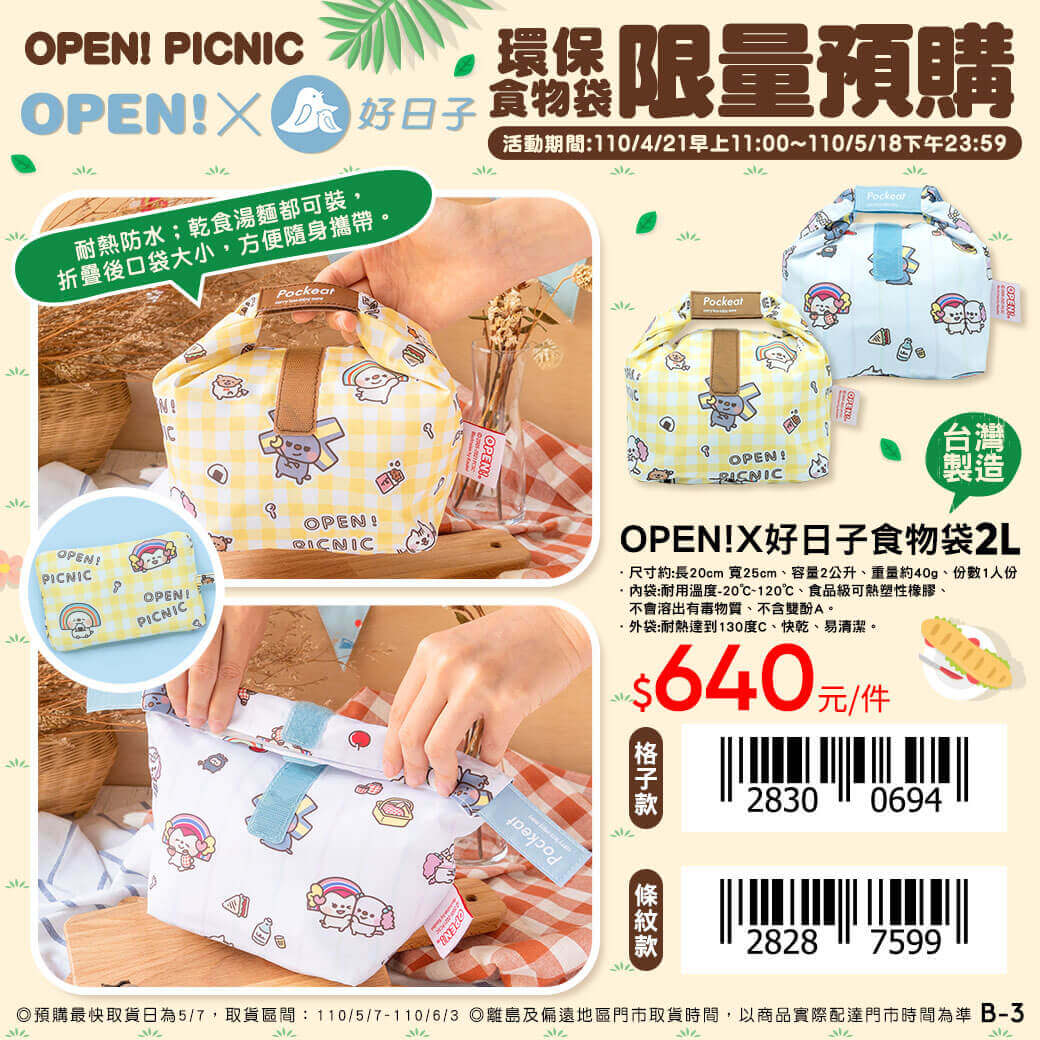 OPEN! PICNIC
OPEN!×好日子
環保
食物袋
限量預購
活動期間:110/4/21早上11:00~110/5/18下午23:59
耐熱防水；乾食湯麵都可裝，
折疊後口袋大小，方便隨身攜帶。
Pockeat
OPEN!
OPEN!
PICNIC
OPEN!
PICNIC
OPEN!
PICNIC
Pockeat
OPEN!
Pockeat
OPEN!
OPEN!
PICNIC
台灣
製造
OPEN!X好日子食物袋2L
·尺寸約:長20cm 寬25cm、容量2公升、重量約40g、份數1人份
·內袋:耐用溫度-20℃~120℃、食品級可熱塑性橡膠、
不會溶出有毒物質、不含雙酚A。
·外袋:耐熱達到130度C、快乾、易清潔。
$640元/件
格子款
2830 0694
條紋款
2828 7599
Pockeat
OPEN!
◎預購最快取貨日為5/7，取貨區間：110/5/7-110/6/3 ◎離島及偏遠地區門市取貨時間，以商品實際配達門市時間為準 B-3